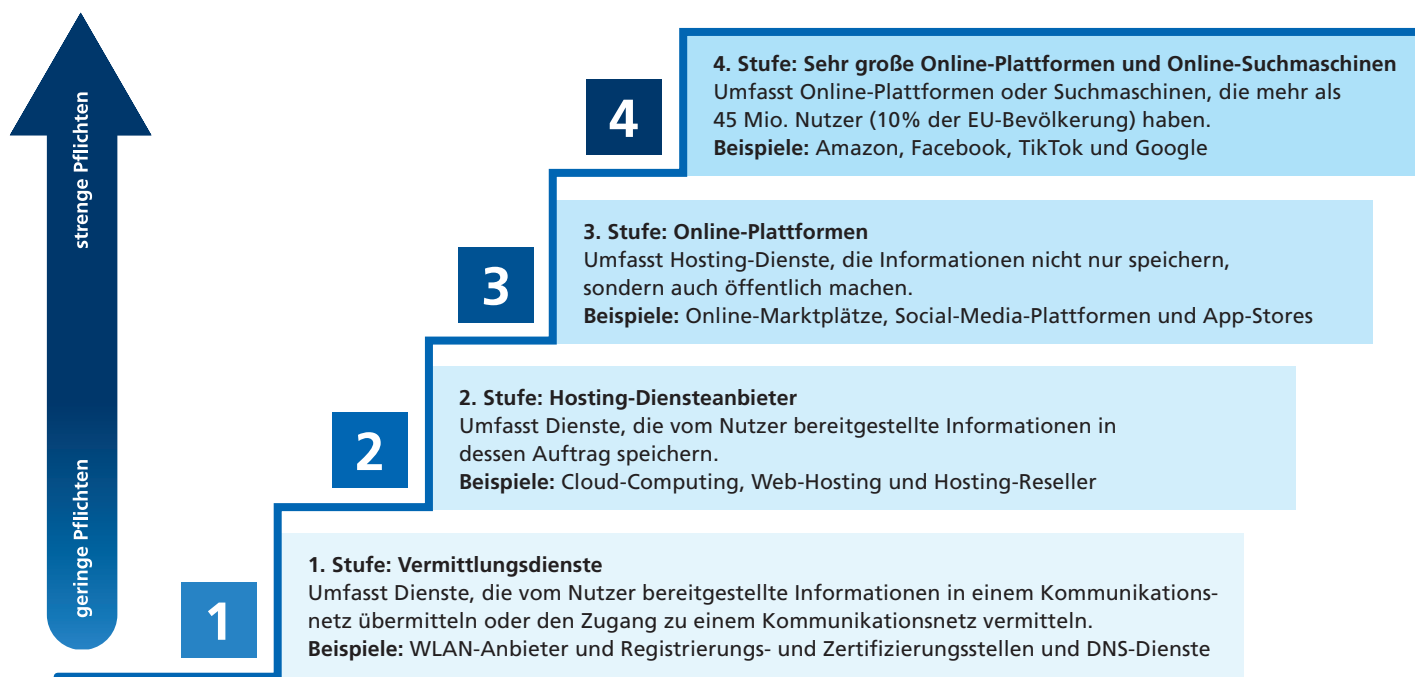 strenge Pflichten
geringe Pflichten
4
4. Stufe: Sehr große Online-Plattformen und Online-Suchmaschinen
Umfasst Online-Plattformen oder Suchmaschinen, die mehr als
45 Mio. Nutzer (10% der EU-Bevölkerung) haben.
Beispiele: Amazon, Facebook, TikTok und Google
3
3. Stufe: Online-Plattformen
Umfasst Hosting-Dienste, die Informationen nicht nur speichern,
sondern auch öffentlich machen.
Beispiele: Online-Marktplätze, Social-Media-Plattformen und App-Stores
2
2. Stufe: Hosting-Diensteanbieter
Umfasst Dienste, die vom Nutzer bereitgestellte Informationen in
dessen Auftrag speichern.
Beispiele: Cloud-Computing, Web-Hosting und Hosting-Reseller
1
1. Stufe: Vermittlungsdienste
Umfasst Dienste, die vom Nutzer bereitgestellte Informationen in einem Kommunikations-
netz übermitteln oder den Zugang zu einem Kommunikationsnetz vermitteln.
Beispiele: WLAN-Anbieter und Registrierungs- und Zertifizierungsstellen und DNS-Dienste